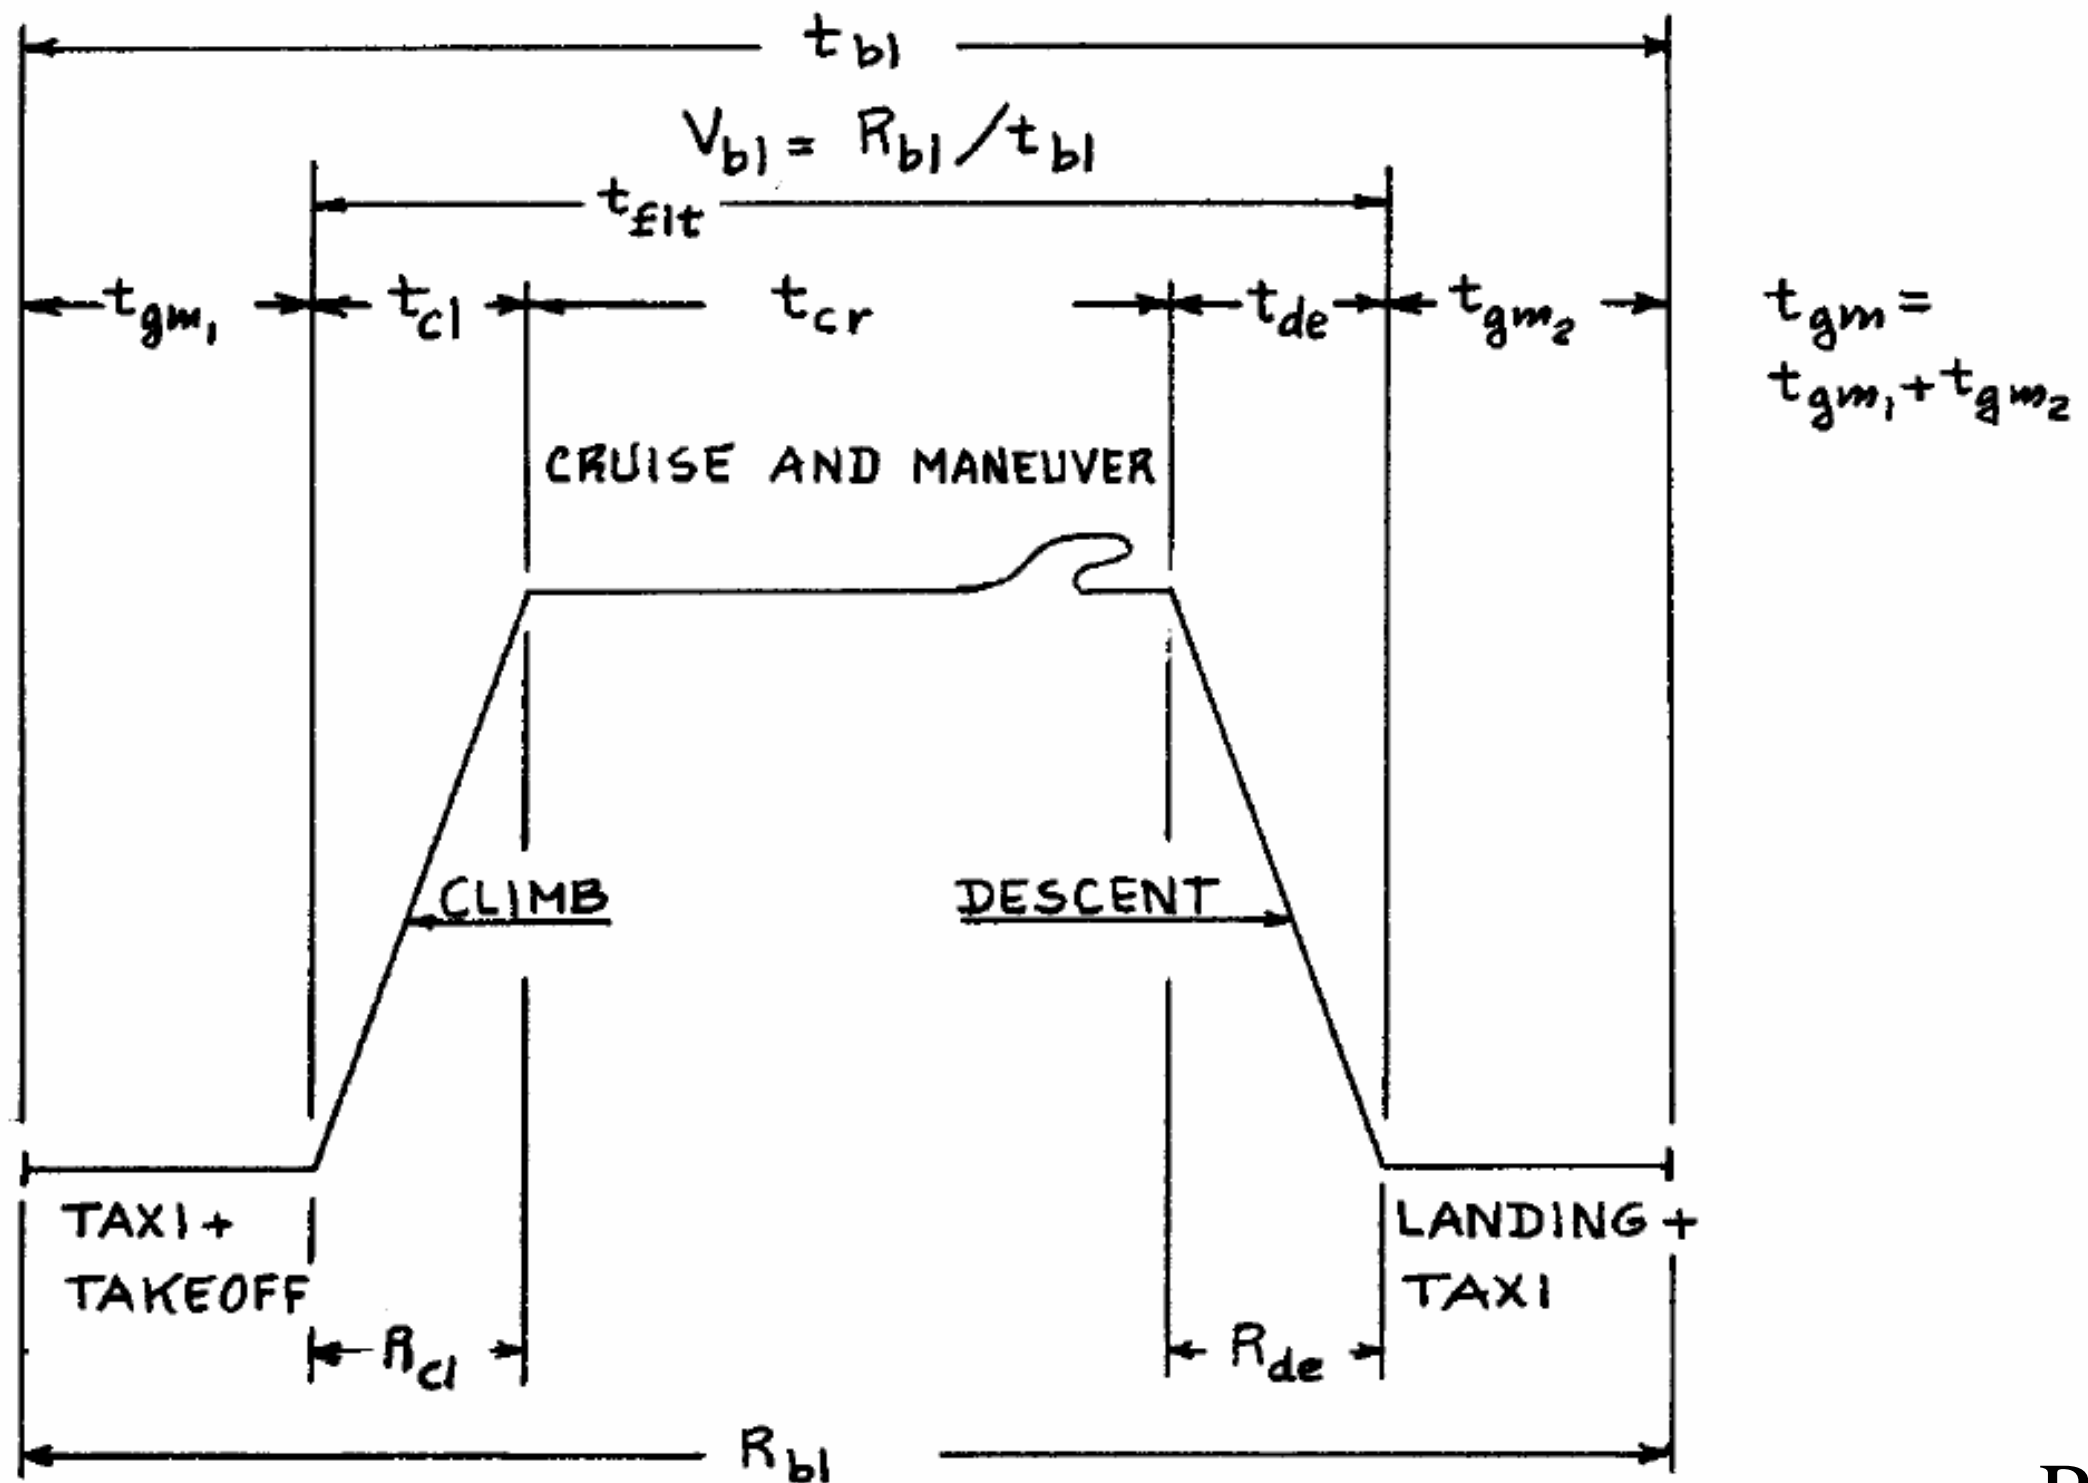 t_bl
V_bl = R_bl / t_bl
t_flt
t_gm₁ t_cl t_cr t_de t_gm₂ t_gm =
t_gm₁ + t_gm₂
CRUISE AND MANEUVER
CLIMB DESCENT
TAXI + LANDING +
TAKEOFF TAXI
R_cl R_de
R_bl